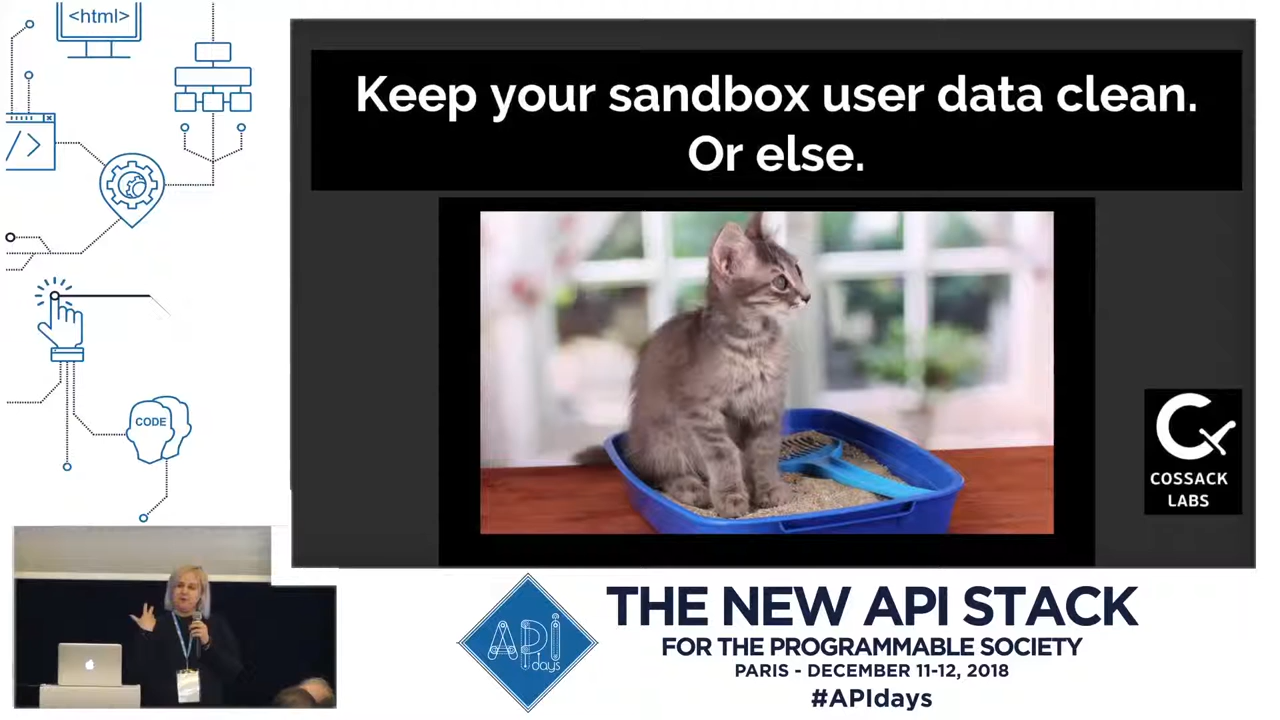 <html>
Keep your sandbox user data clean.
Or else.
/>
CODE
COSSACK
LABS
API
days
THE NEW API STACK
FOR THE PROGRAMMABLE SOCIETY
PARIS - DECEMBER 11-12, 2018
#APIdays